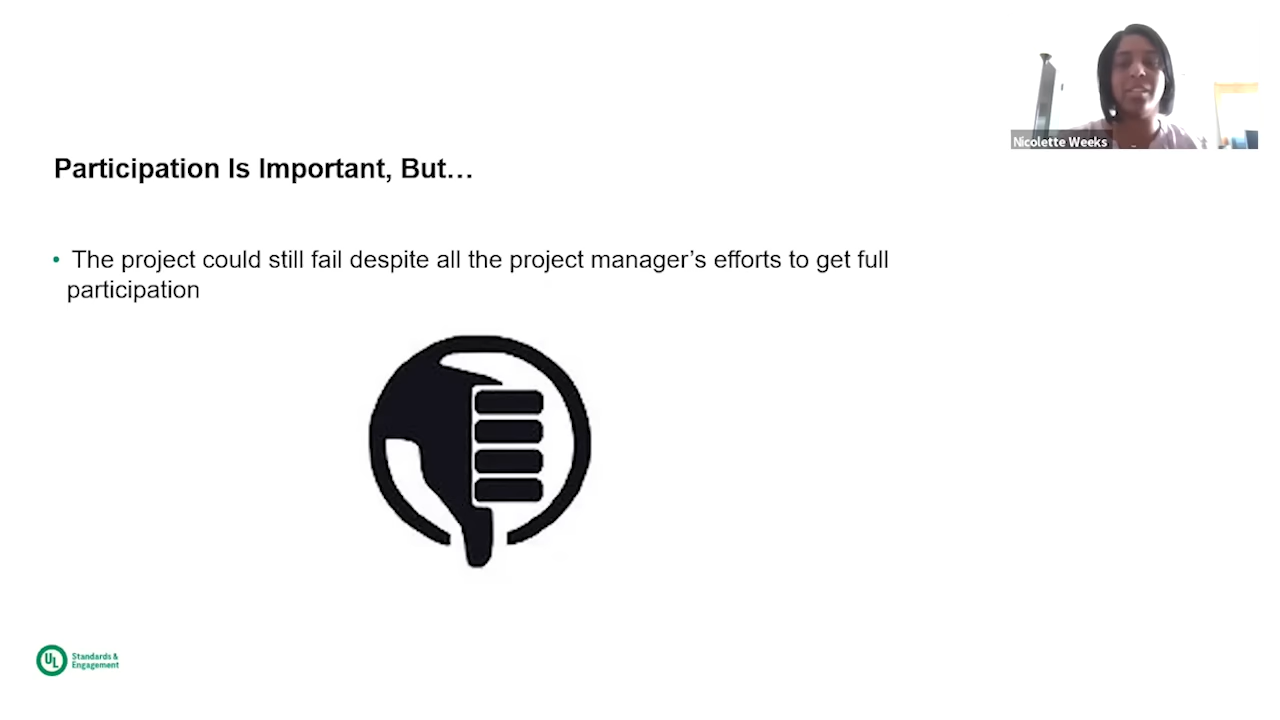 Nicolette Weeks
Participation Is Important, But…
• The project could still fail despite all the project manager’s efforts to get full
participation
UL
Standards &
Engagement